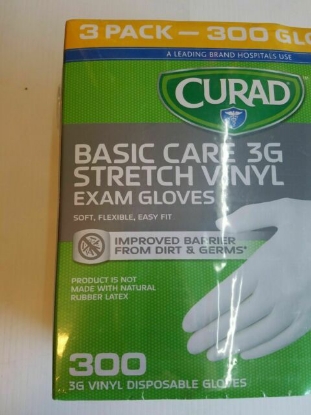 3 PACK — 300 GLO
A LEADING BRAND HOSPITALS USE
CURAD
BASIC CARE 3G
STRETCH VINYL
EXAM GLOVES
SOFT, FLEXIBLE, EASY FIT
IMPROVED BARRIER
FROM DIRT & GERMS*
PRODUCT IS NOT
MADE WITH NATURAL
RUBBER LATEX
300
3G VINYL DISPOSABLE GLOVES